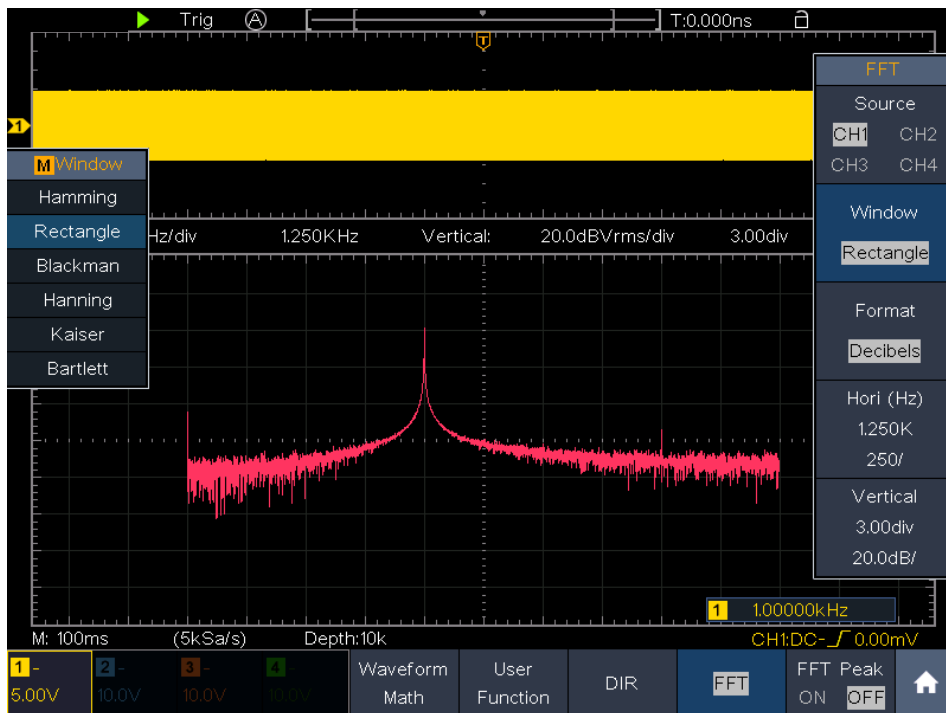 Trig A T:0.000ns
T
FFT
Source
CH1 CH2
CH3 CH4
1
M Window
Hamming
Rectangle
Blackman
Hanning
Kaiser
Bartlett
Hz/div 1.250KHz Vertical: 20.0dBVrms/div 3.00div
Window
Rectangle
Format
Decibels
Hori (Hz)
1.250K
250/
Vertical
3.00div
20.0dB/
1 1.00000kHz
M: 100ms (5kSa/s) Depth:10k CH1:DC- 0.00mV
1 - 2 - 3 - 4 -
5.00V 10.0V 10.0V 10.0V
Waveform
Math
User
Function
DIR
FFT
FFT Peak
ON OFF